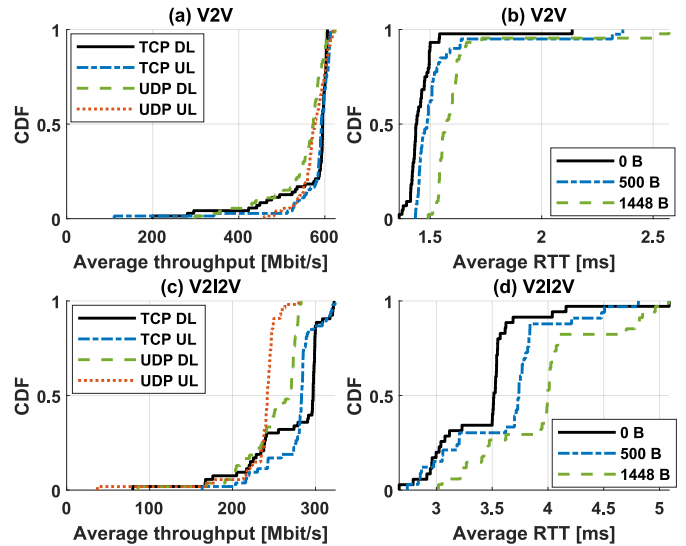 (a) V2V
CDF
1
0.5
0
TCP DL
TCP UL
UDP DL
UDP UL
0 200 400 600
Average throughput [Mbit/s]
(b) V2V
CDF
1
0.5
0
0 B
500 B
1448 B
1.5 2 2.5
Average RTT [ms]
(c) V2I2V
CDF
1
0.5
0
TCP DL
TCP UL
UDP DL
UDP UL
0 100 200 300
Average throughput [Mbit/s]
(d) V2I2V
CDF
1
0.5
0
0 B
500 B
1448 B
3 3.5 4 4.5 5
Average RTT [ms]